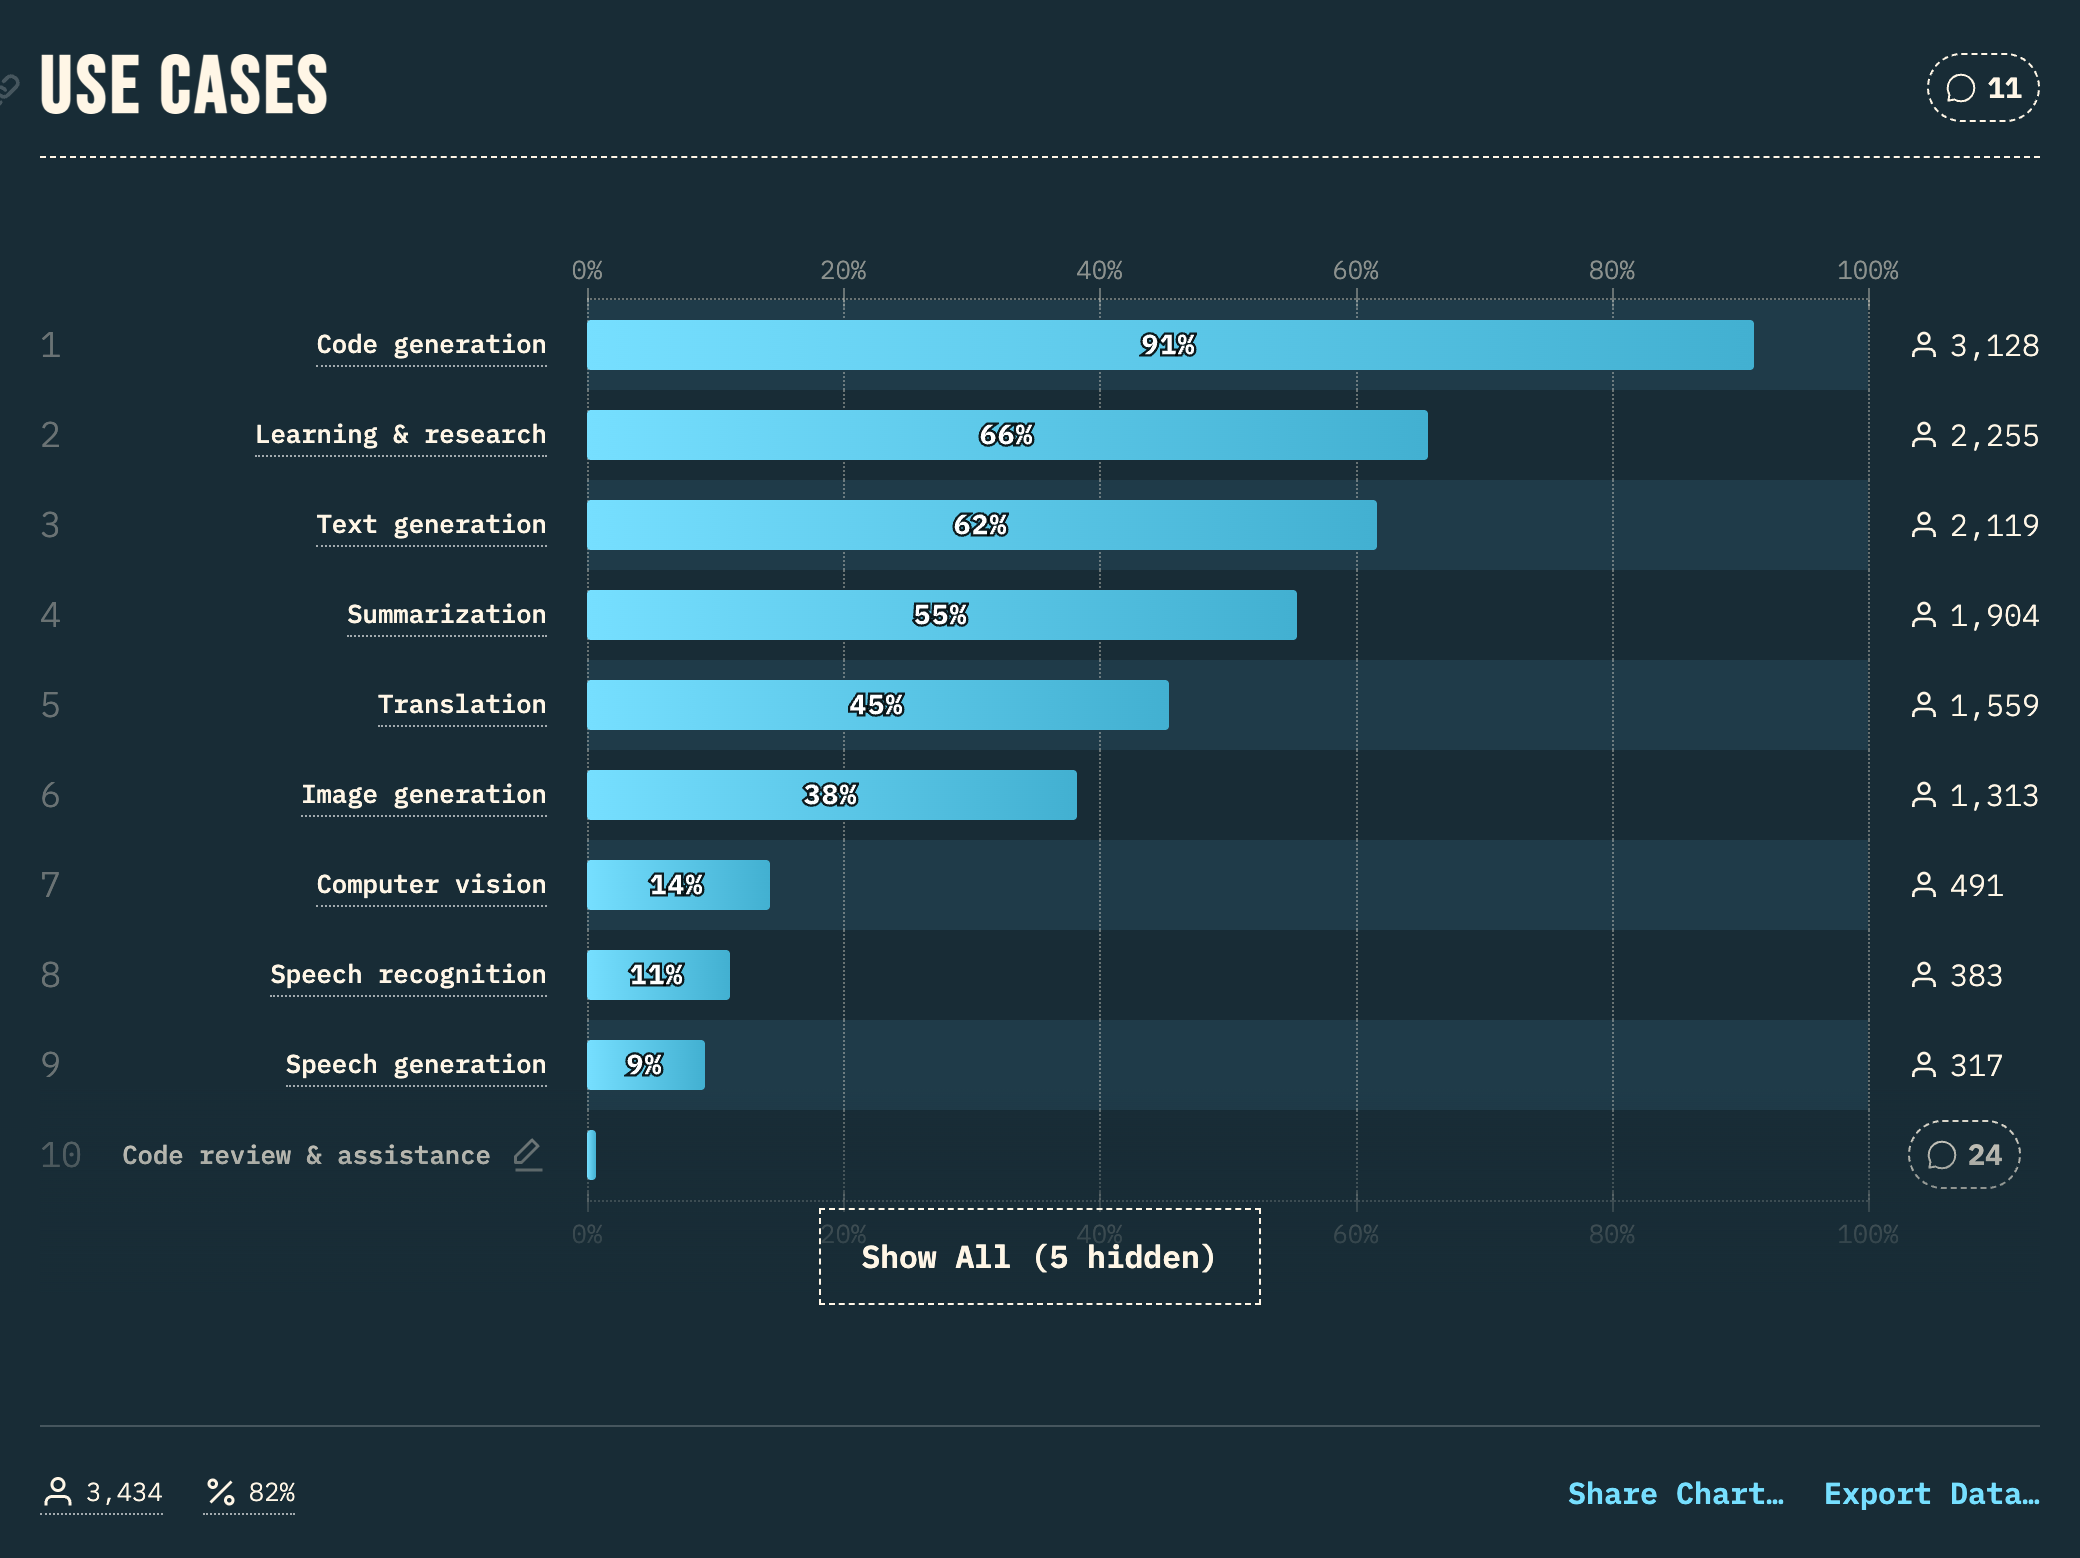 USE CASES
11
0% 20% 40% 60% 80% 100%
1 Code generation 91% 3,128
2 Learning & research 66% 2,255
3 Text generation 62% 2,119
4 Summarization 55% 1,904
5 Translation 45% 1,559
6 Image generation 38% 1,313
7 Computer vision 14% 491
8 Speech recognition 11% 383
9 Speech generation 9% 317
10 Code review & assistance 24
0% 20% 40% 60% 80% 100%
Show All (5 hidden)
3,434 82% Share Chart… Export Data…